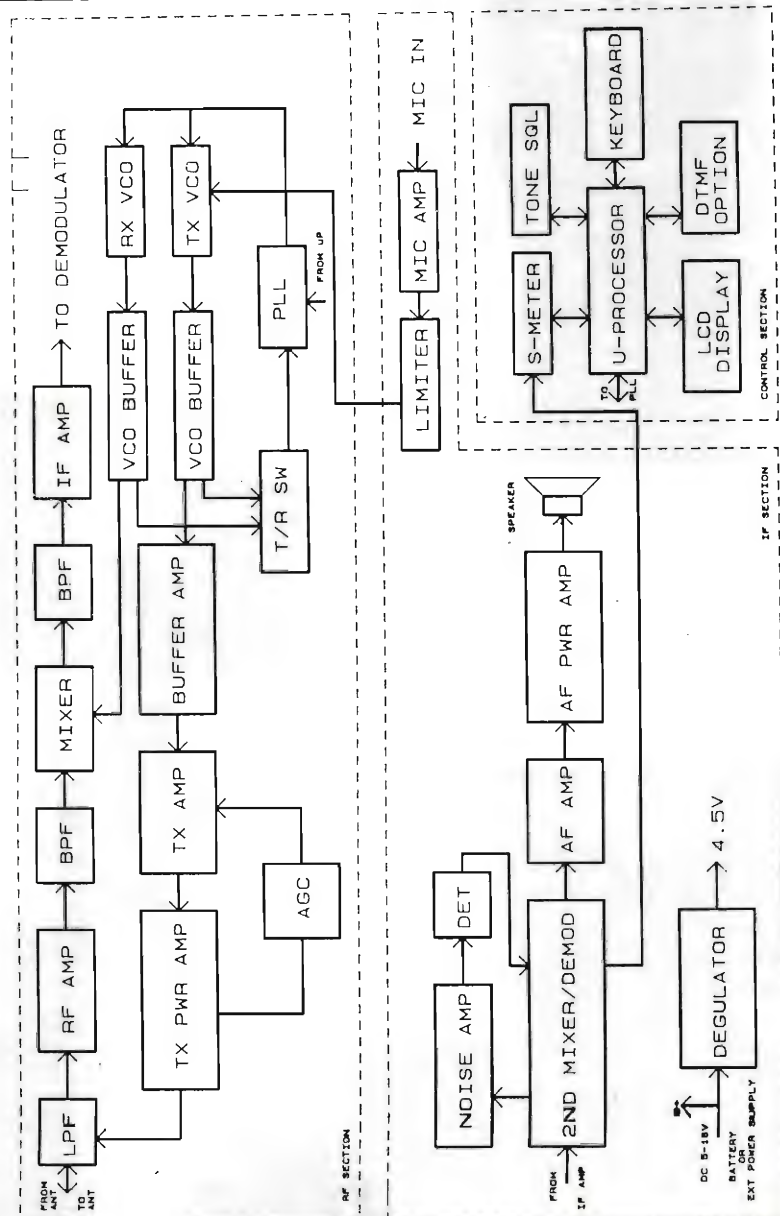 FROM
ANT
TO
ANT
LPF
RF AMP
BPF
MIXER
BPF
IF AMP
TO DEMODULATOR
TX PWR AMP
TX AMP
BUFFER AMP
VCO BUFFER
RX VCO
VCO BUFFER
TX VCO
AGC
T/R SW
PLL
FROM UP
RF SECTION
LIMITER
MIC AMP
MIC IN
NOISE AMP
DET
2ND MIXER/DEMOD
FROM
IF AMP
AF AMP
AF PWR AMP
SPEAKER
DC 5-16V
BATTERY
OR
EXT POWER SUPPLY
B+
DEGULATOR
4.5V
IF SECTION
S-METER
TONE SQL
TO
PLL
U-PROCESSOR
KEYBOARD
LCD
DISPLAY
DTMF
OPTION
CONTROL SECTION